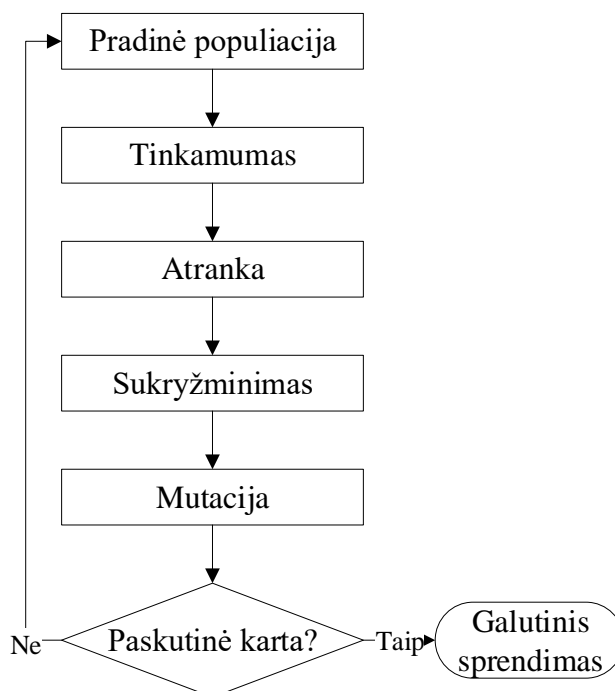 Pradinė populiacija
Tinkamumas
Atranka
Sukryžminimas
Mutacija
Paskutinė karta?
Ne
Taip
Galutinis
sprendimas